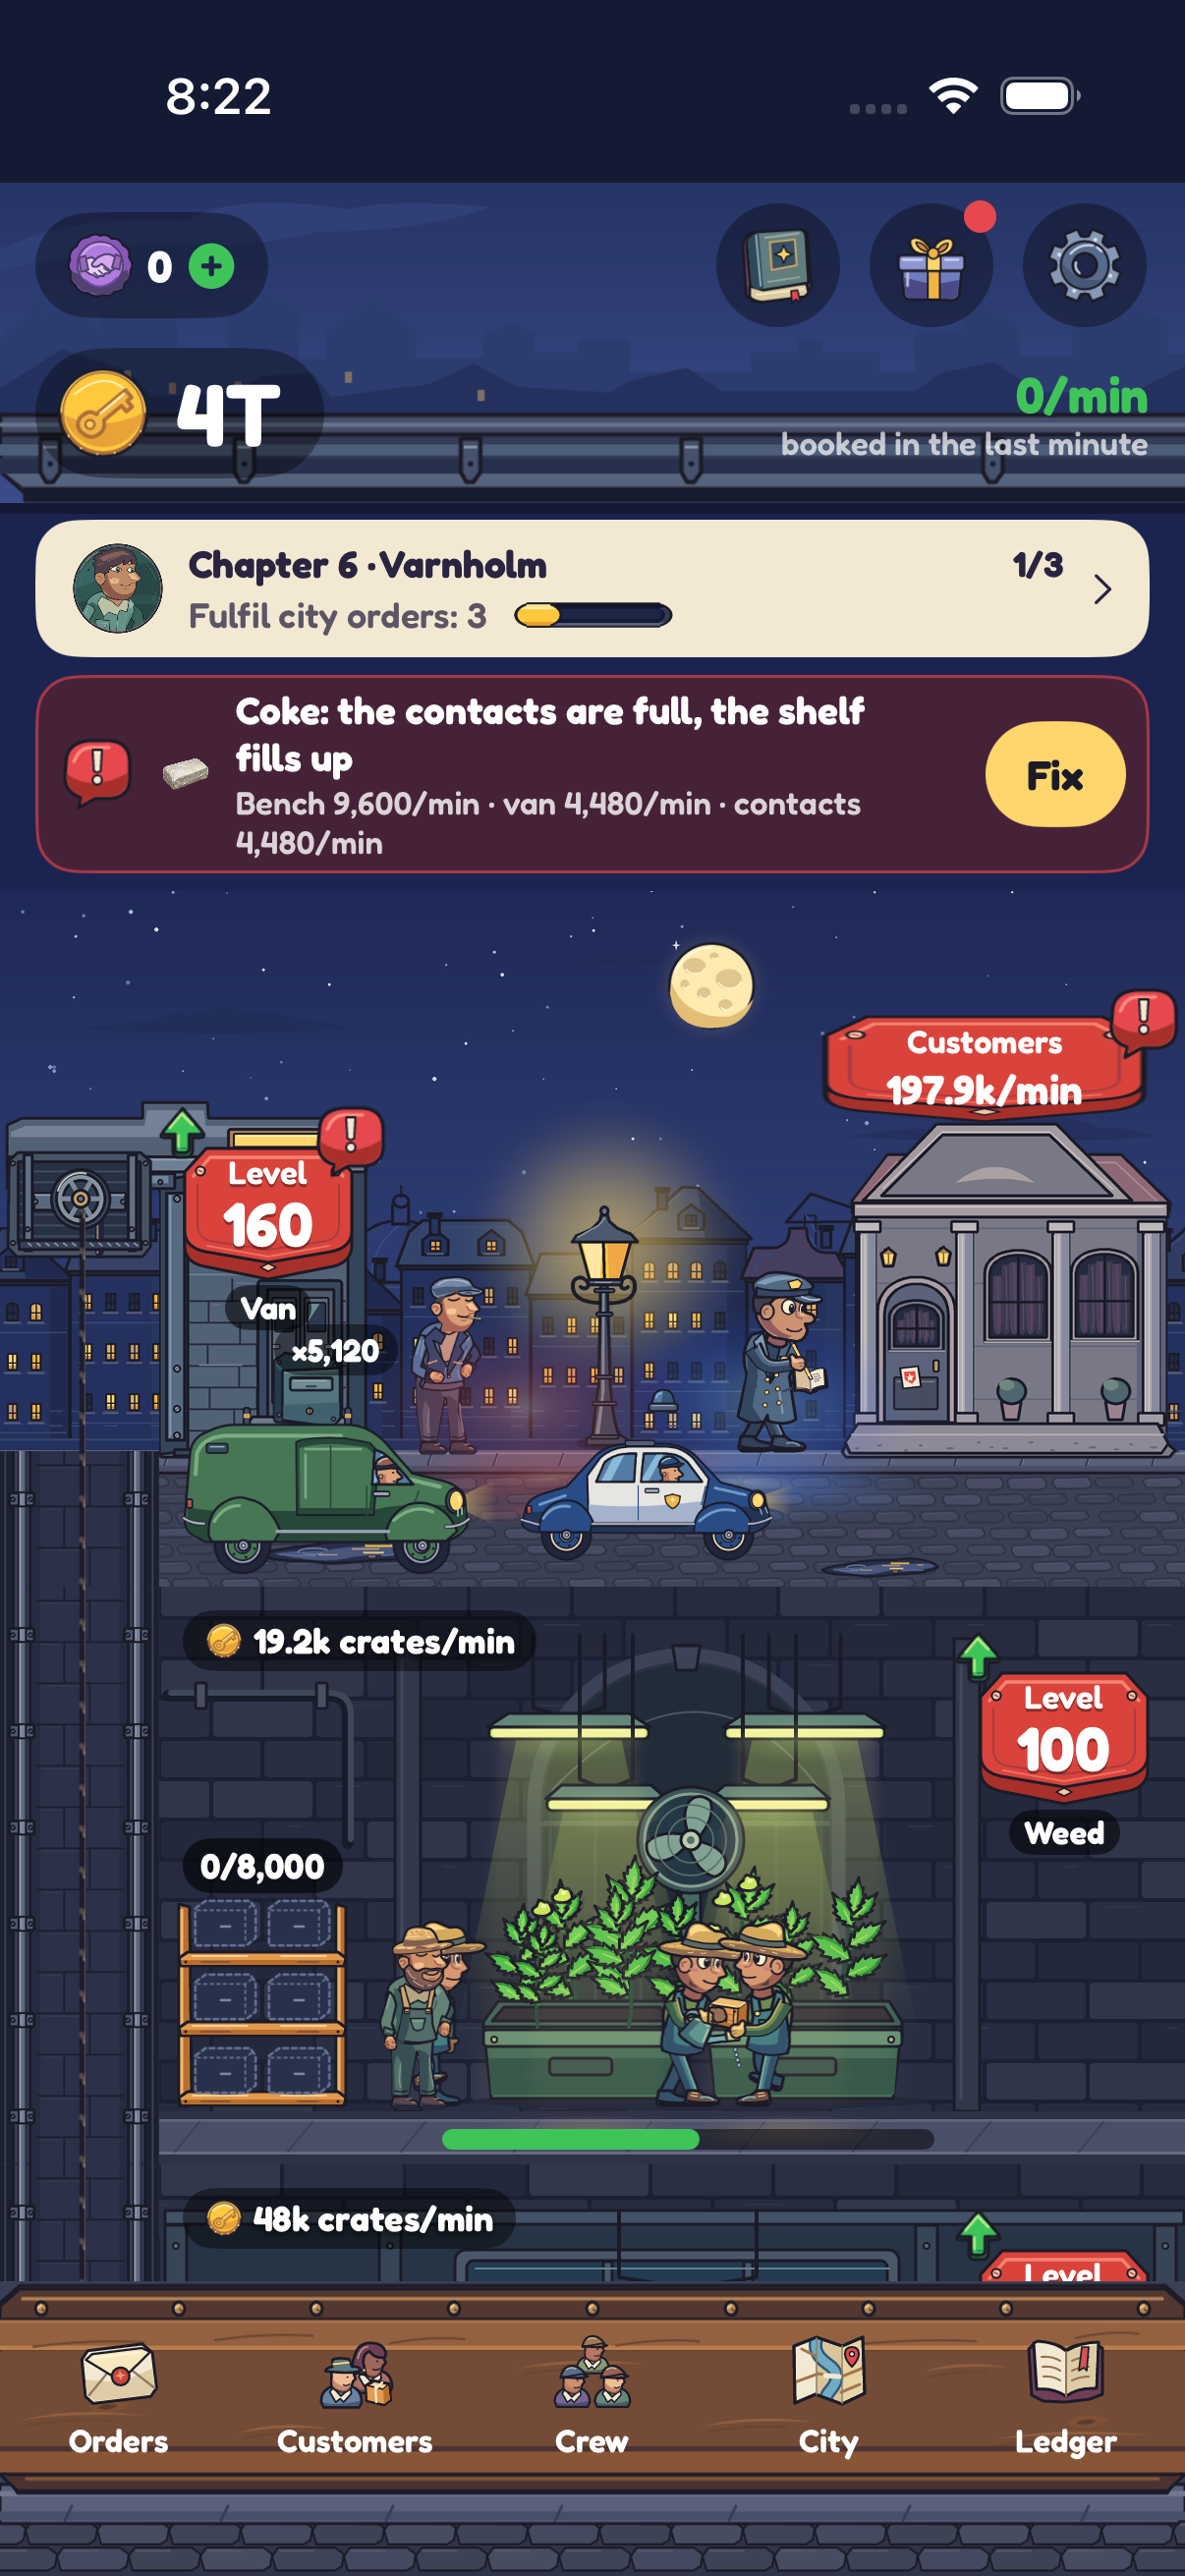 8:22
0
4T
0/min
booked in the last minute
Chapter 6 · Varnholm
1/3
Fulfil city orders: 3
Coke: the contacts are full, the shelf
fills up
Bench 9,600/min · van 4,480/min · contacts
4,480/min
Fix
Customers
197.9k/min
Level
160
Van
x5,120
19.2k crates/min
Level
100
Weed
0/8,000
48k crates/min
Level
Orders
Customers
Crew
City
Ledger